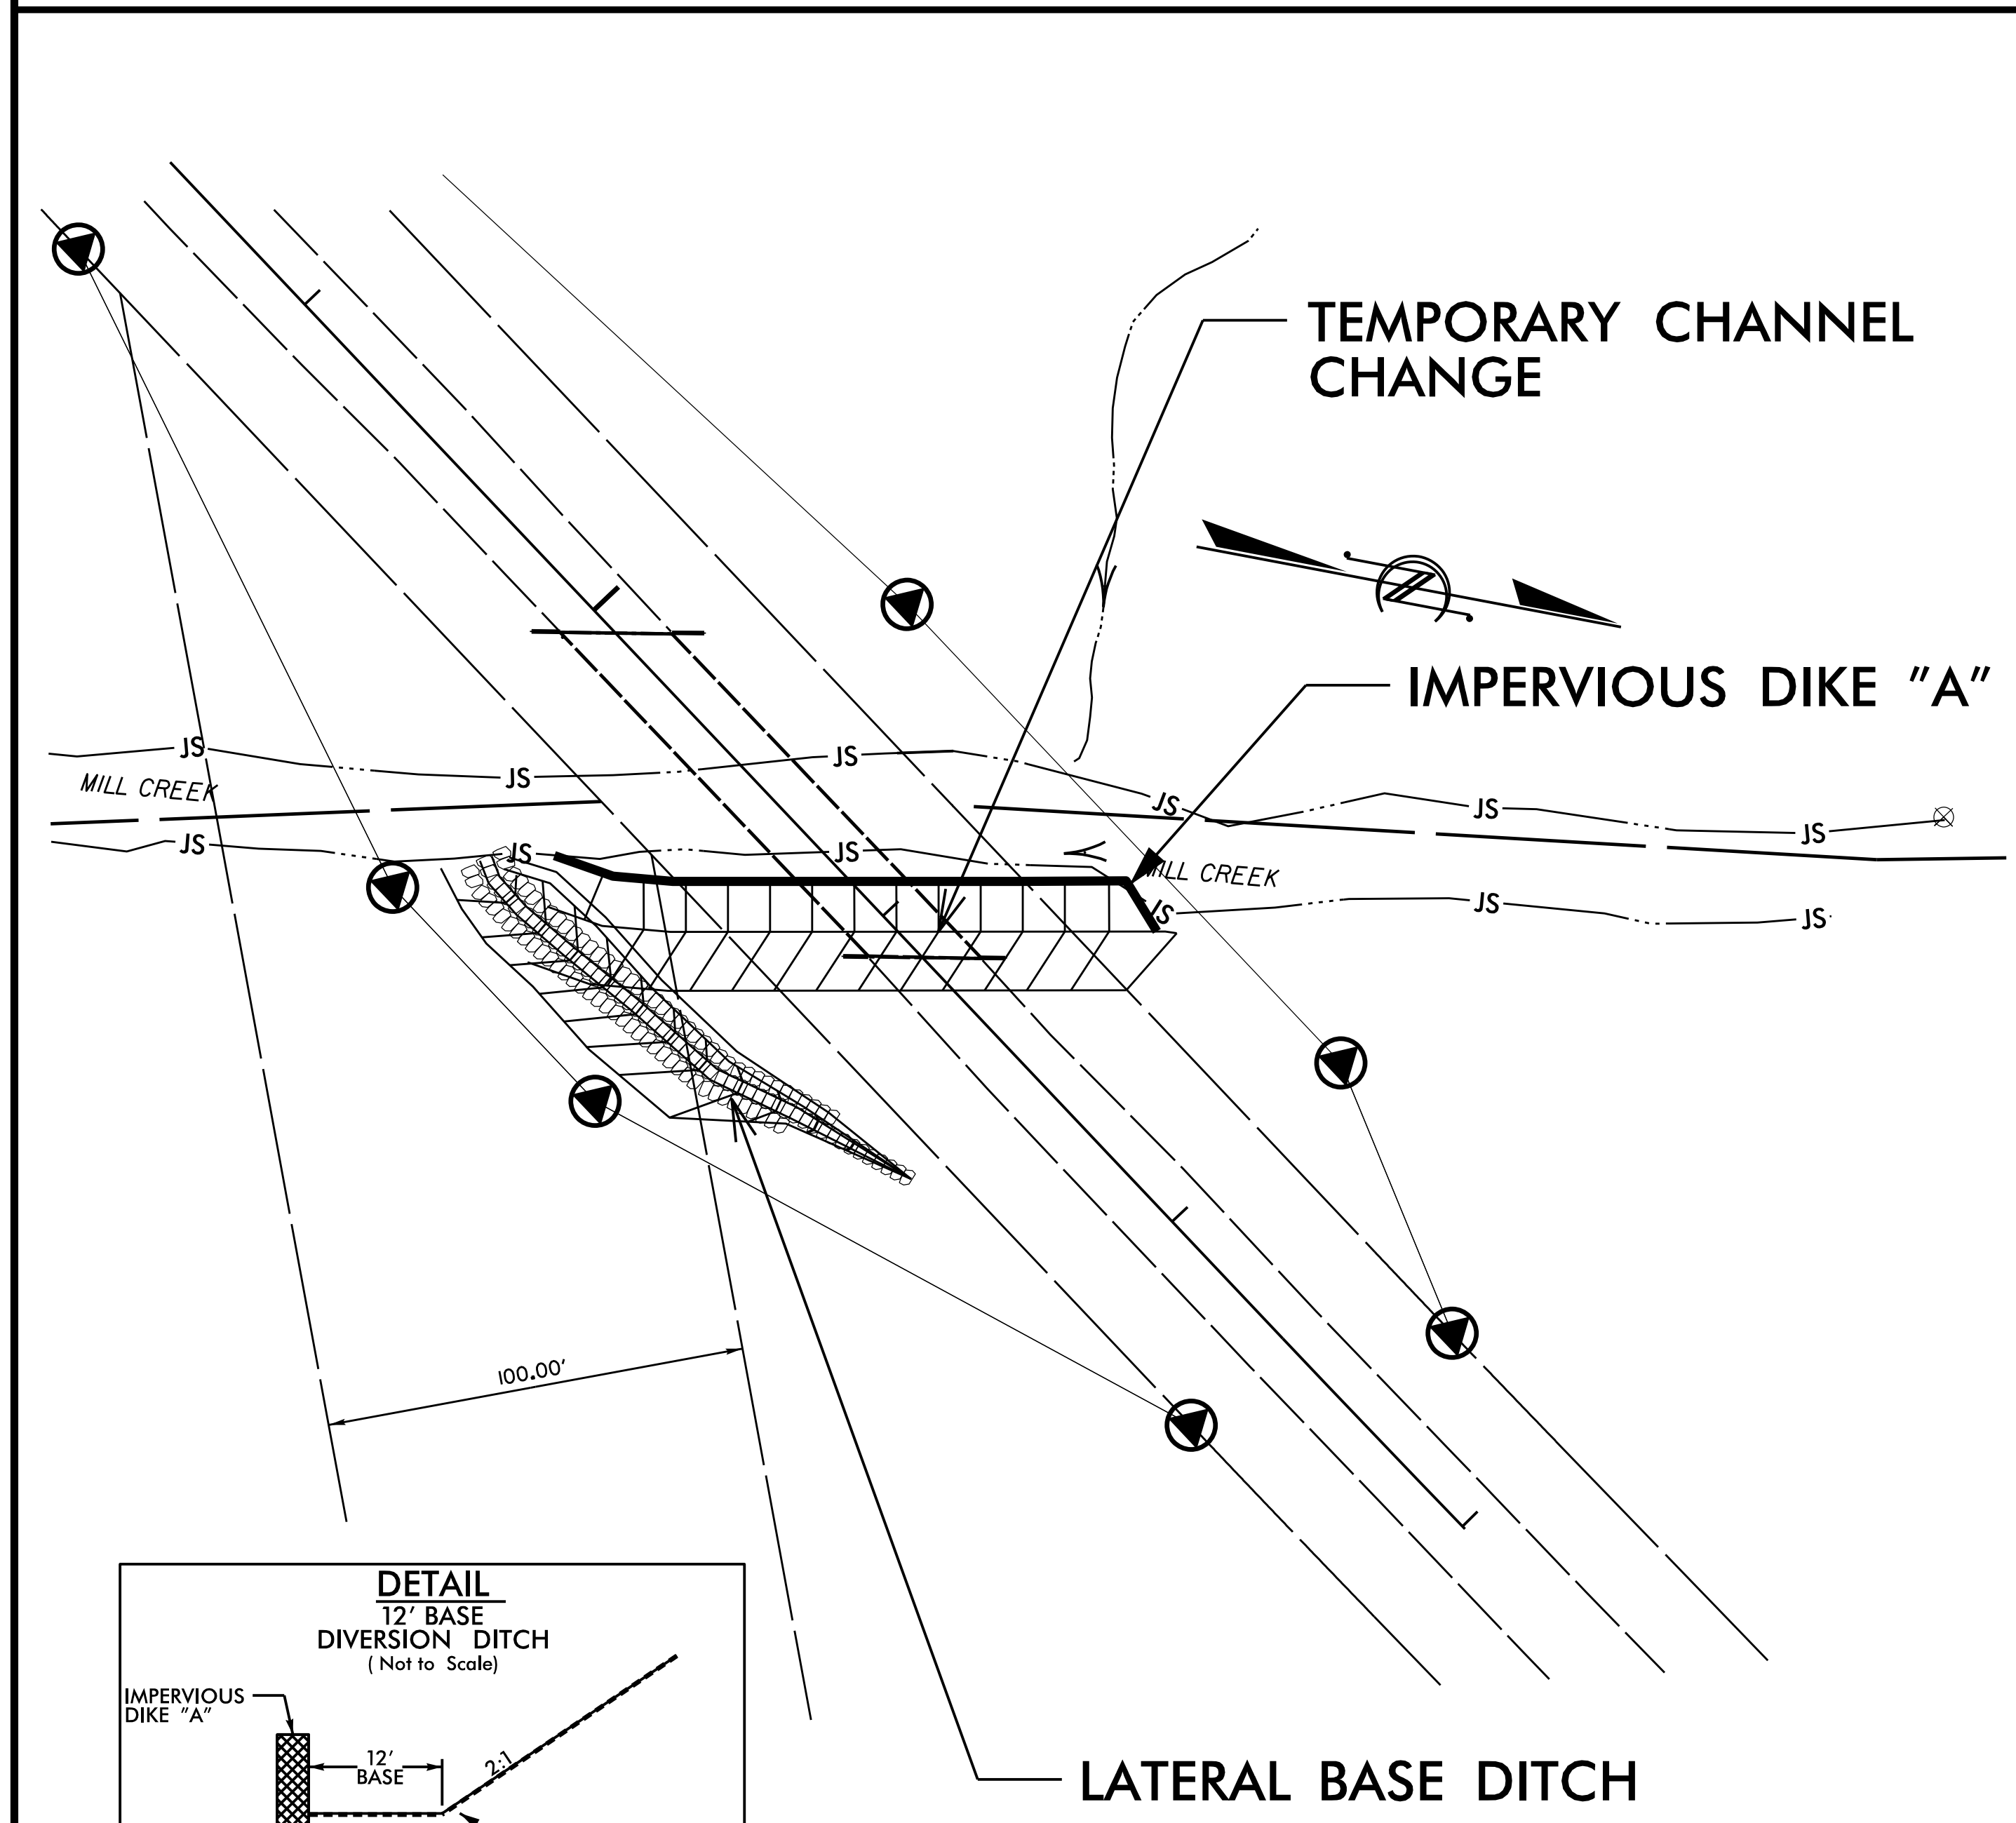 TEMPORARY CHANNEL
CHANGE
IMPERVIOUS DIKE "A"
JS
JS
JS
JS
JS
JS
MILL CREEK
JS
JS
JS
MILL CREEK
JS
JS
JS
100.00'
DETAIL
12' BASE
DIVERSION DITCH
( Not to Scale)
IMPERVIOUS
DIKE "A"
12'
BASE
2:1
LATERAL BASE DITCH